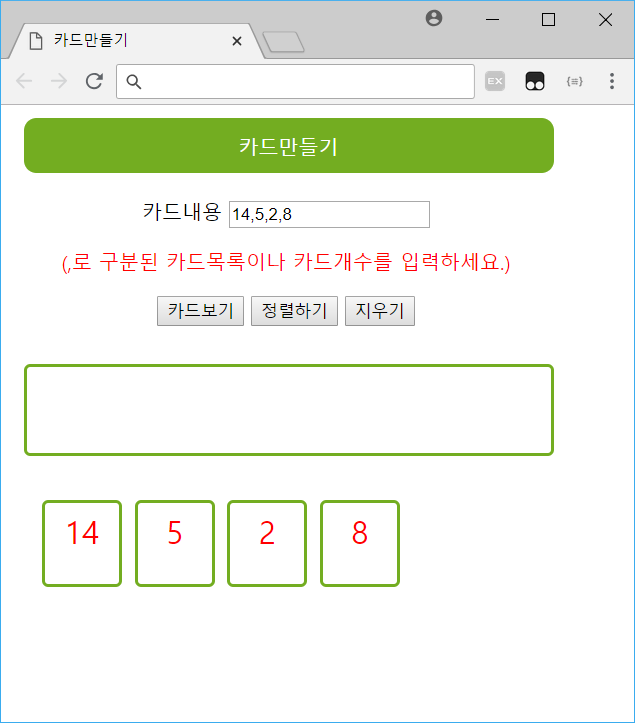 카드만들기
EX
{≡}
카드만들기
카드내용 14,5,2,8
(,로 구분된 카드목록이나 카드개수를 입력하세요.)
카드보기 정렬하기 지우기
14 5 2 8